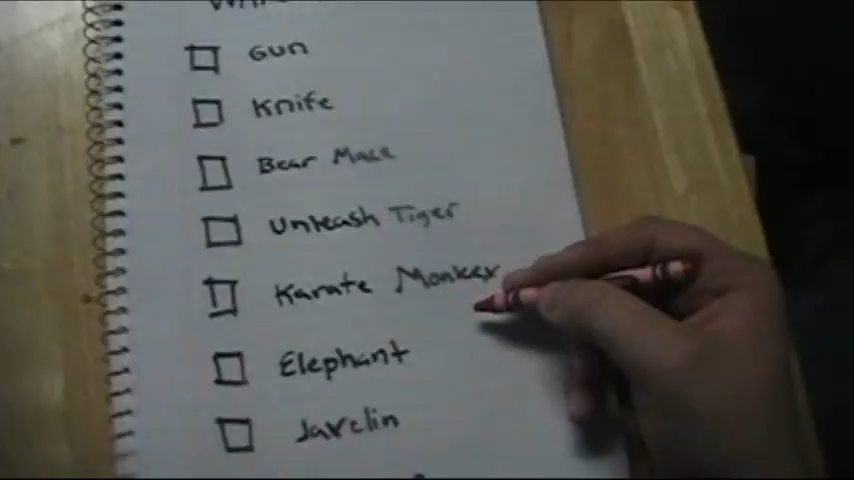 Gun
Knife
Bear Mace
Unleash Tiger
Karate Monkey
Elephant
Javelin